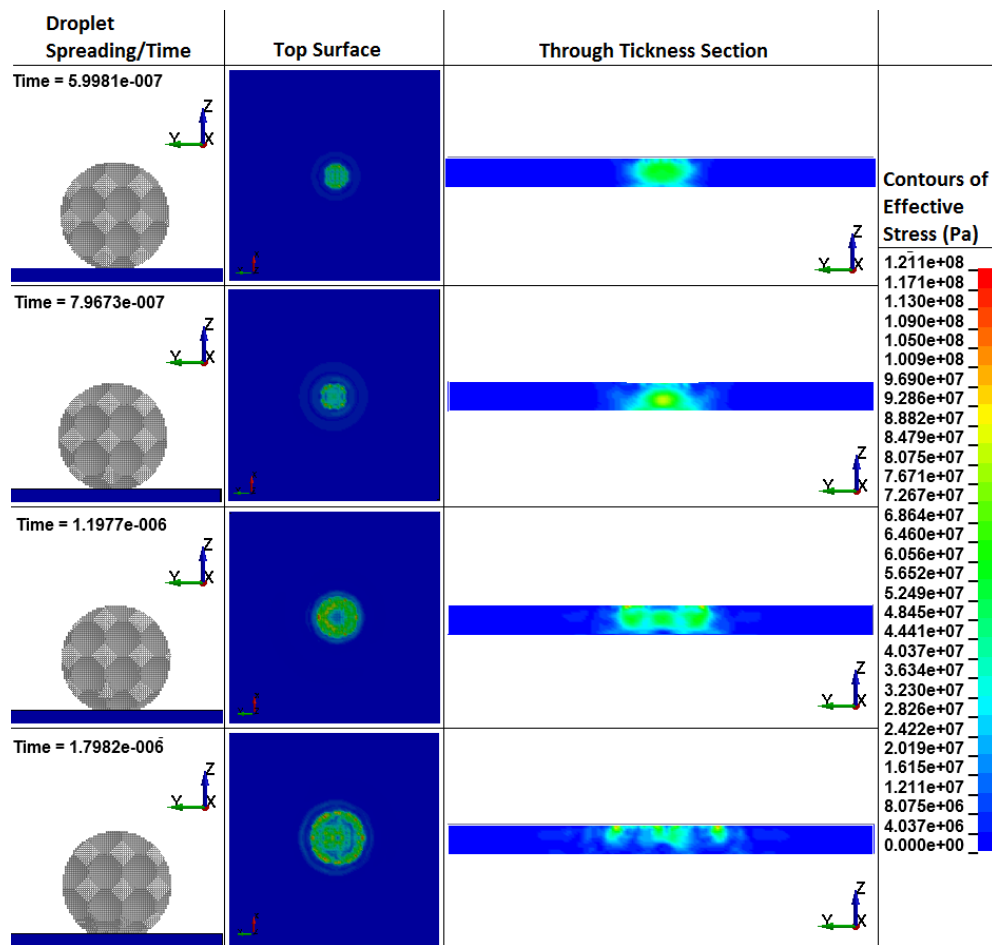 Droplet
Spreading/Time
Top Surface
Through Tickness Section
Time = 5.9981e-007
Z
Y
X
Z
Y
X
Time = 7.9673e-007
Z
Y
X
Z
Y
X
Time = 1.1977e-006
Z
Y
X
Z
Y
X
Time = 1.7982e-006
Z
Y
X
Z
Y
X
Contours of
Effective
Stress (Pa)
1.211e+08
1.171e+08
1.130e+08
1.090e+08
1.050e+08
1.009e+08
9.690e+07
9.286e+07
8.882e+07
8.479e+07
8.075e+07
7.671e+07
7.267e+07
6.864e+07
6.460e+07
6.056e+07
5.652e+07
5.249e+07
4.845e+07
4.441e+07
4.037e+07
3.634e+07
3.230e+07
2.826e+07
2.422e+07
2.019e+07
1.615e+07
1.211e+07
8.075e+06
4.037e+06
0.000e+00